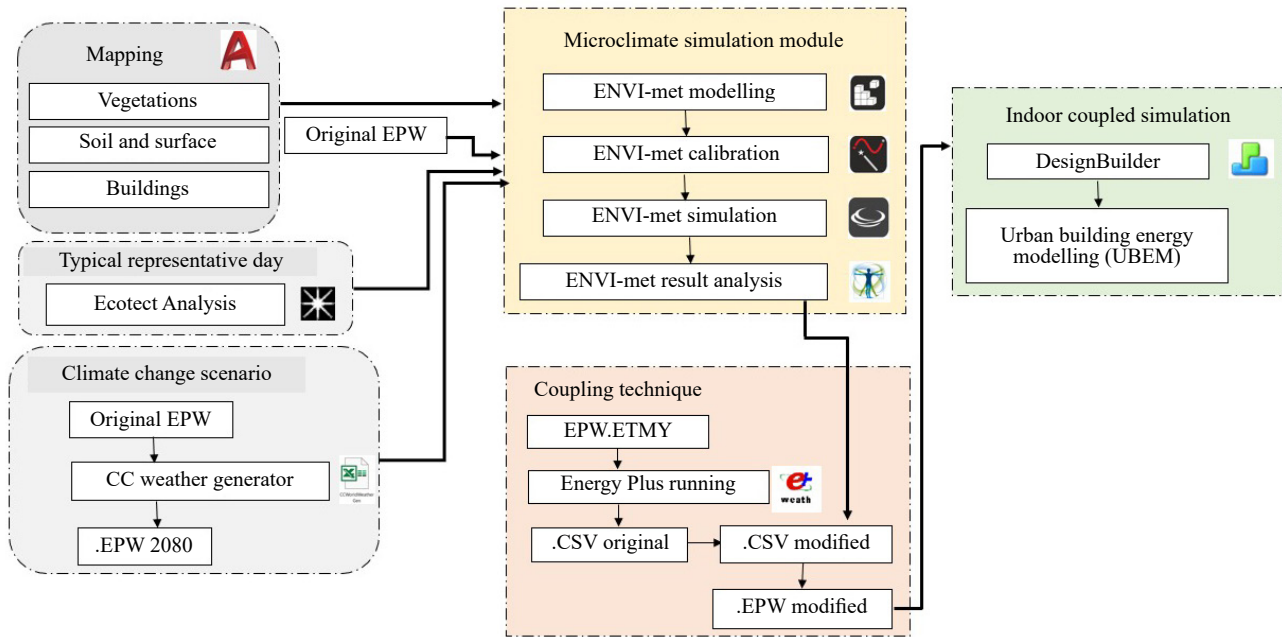 Mapping
Vegetations
Soil and surface
Buildings
Original EPW
Typical representative day
Ecotect Analysis
Climate change scenario
Original EPW
CC weather generator
.EPW 2080
Microclimate simulation module
ENVI-met modelling
ENVI-met calibration
ENVI-met simulation
ENVI-met result analysis
Coupling technique
EPW.ETMY
Energy Plus running
e+
weath
.CSV original
.CSV modified
.EPW modified
Indoor coupled simulation
DesignBuilder
Urban building energy
modelling (UBEM)